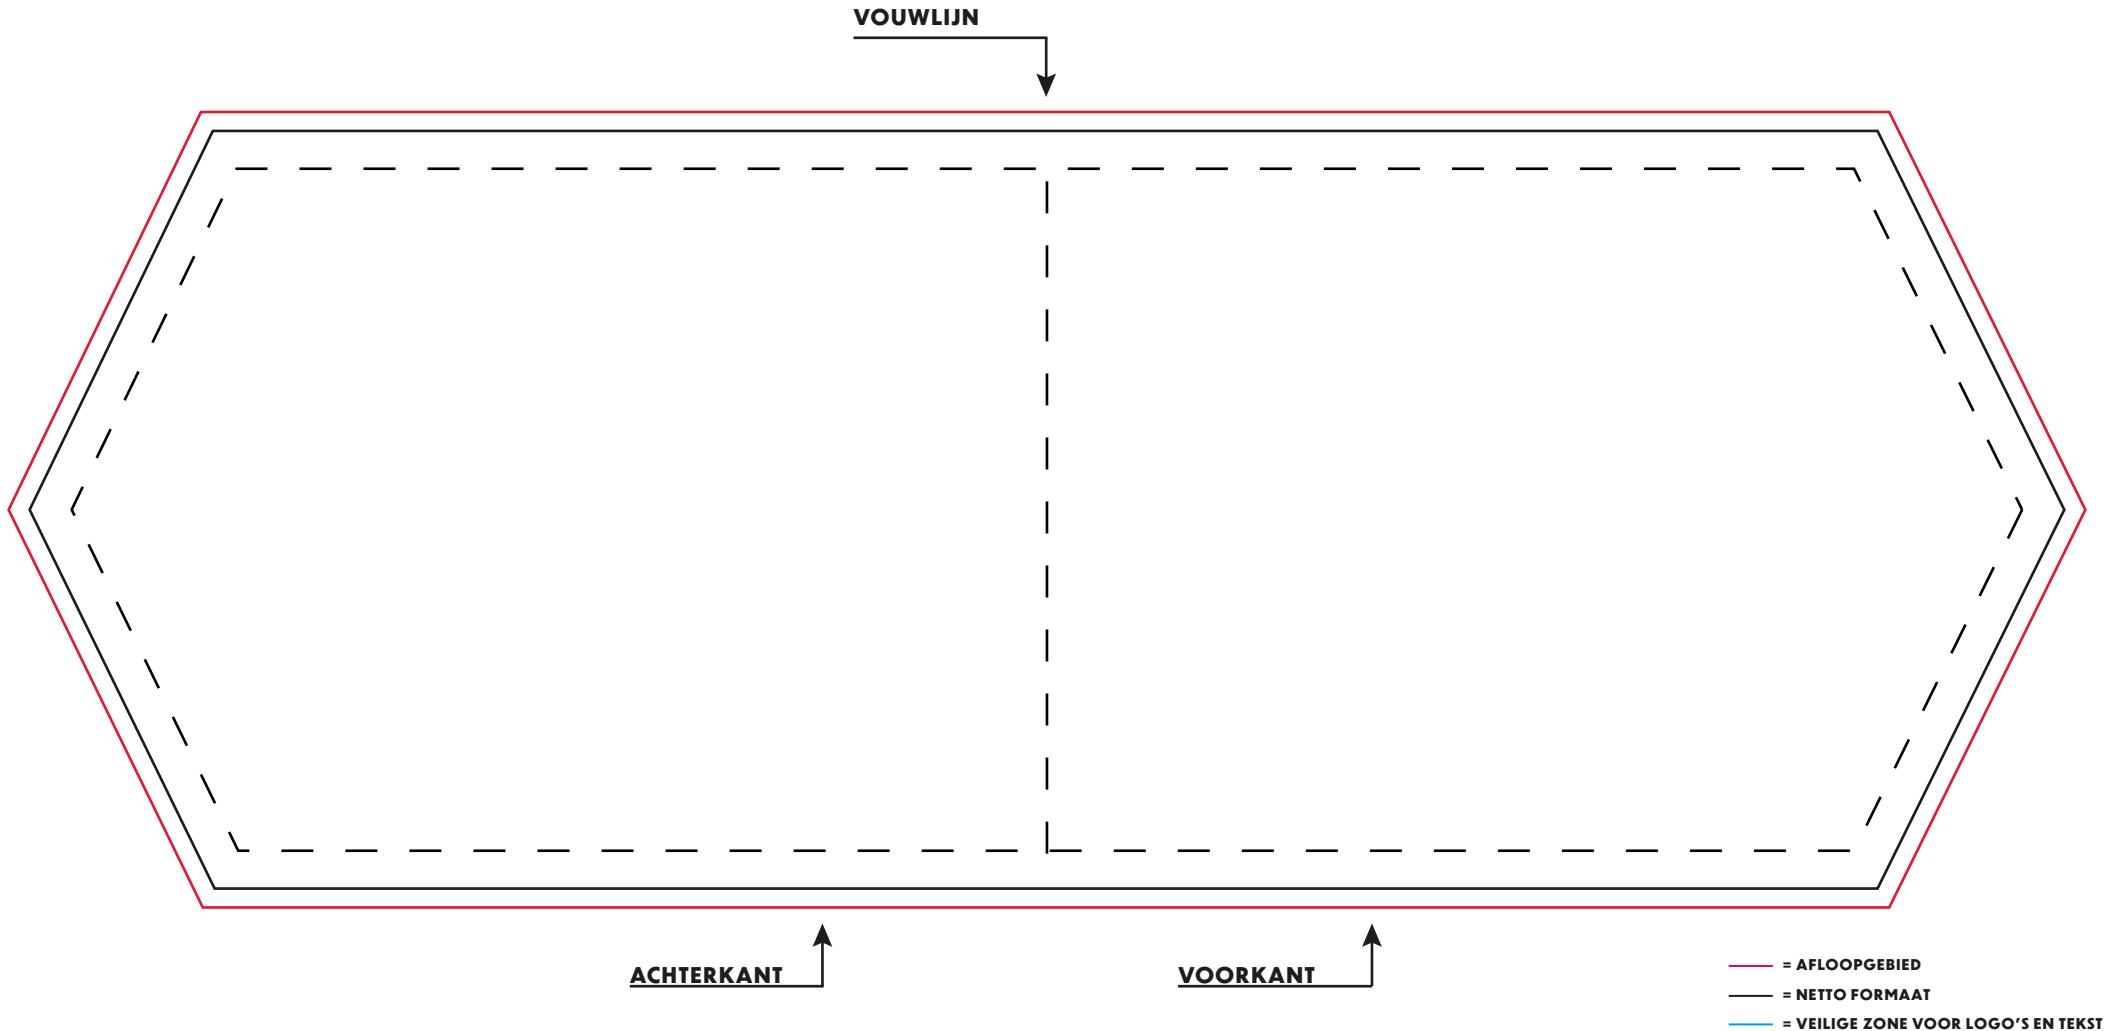 VOUWLIJN
ACHTERKANT
VOORKANT
= AFLOOPGEBIED
= NETTO FORMAAT
= VEILIGE ZONE VOOR LOGO'S EN TEKST